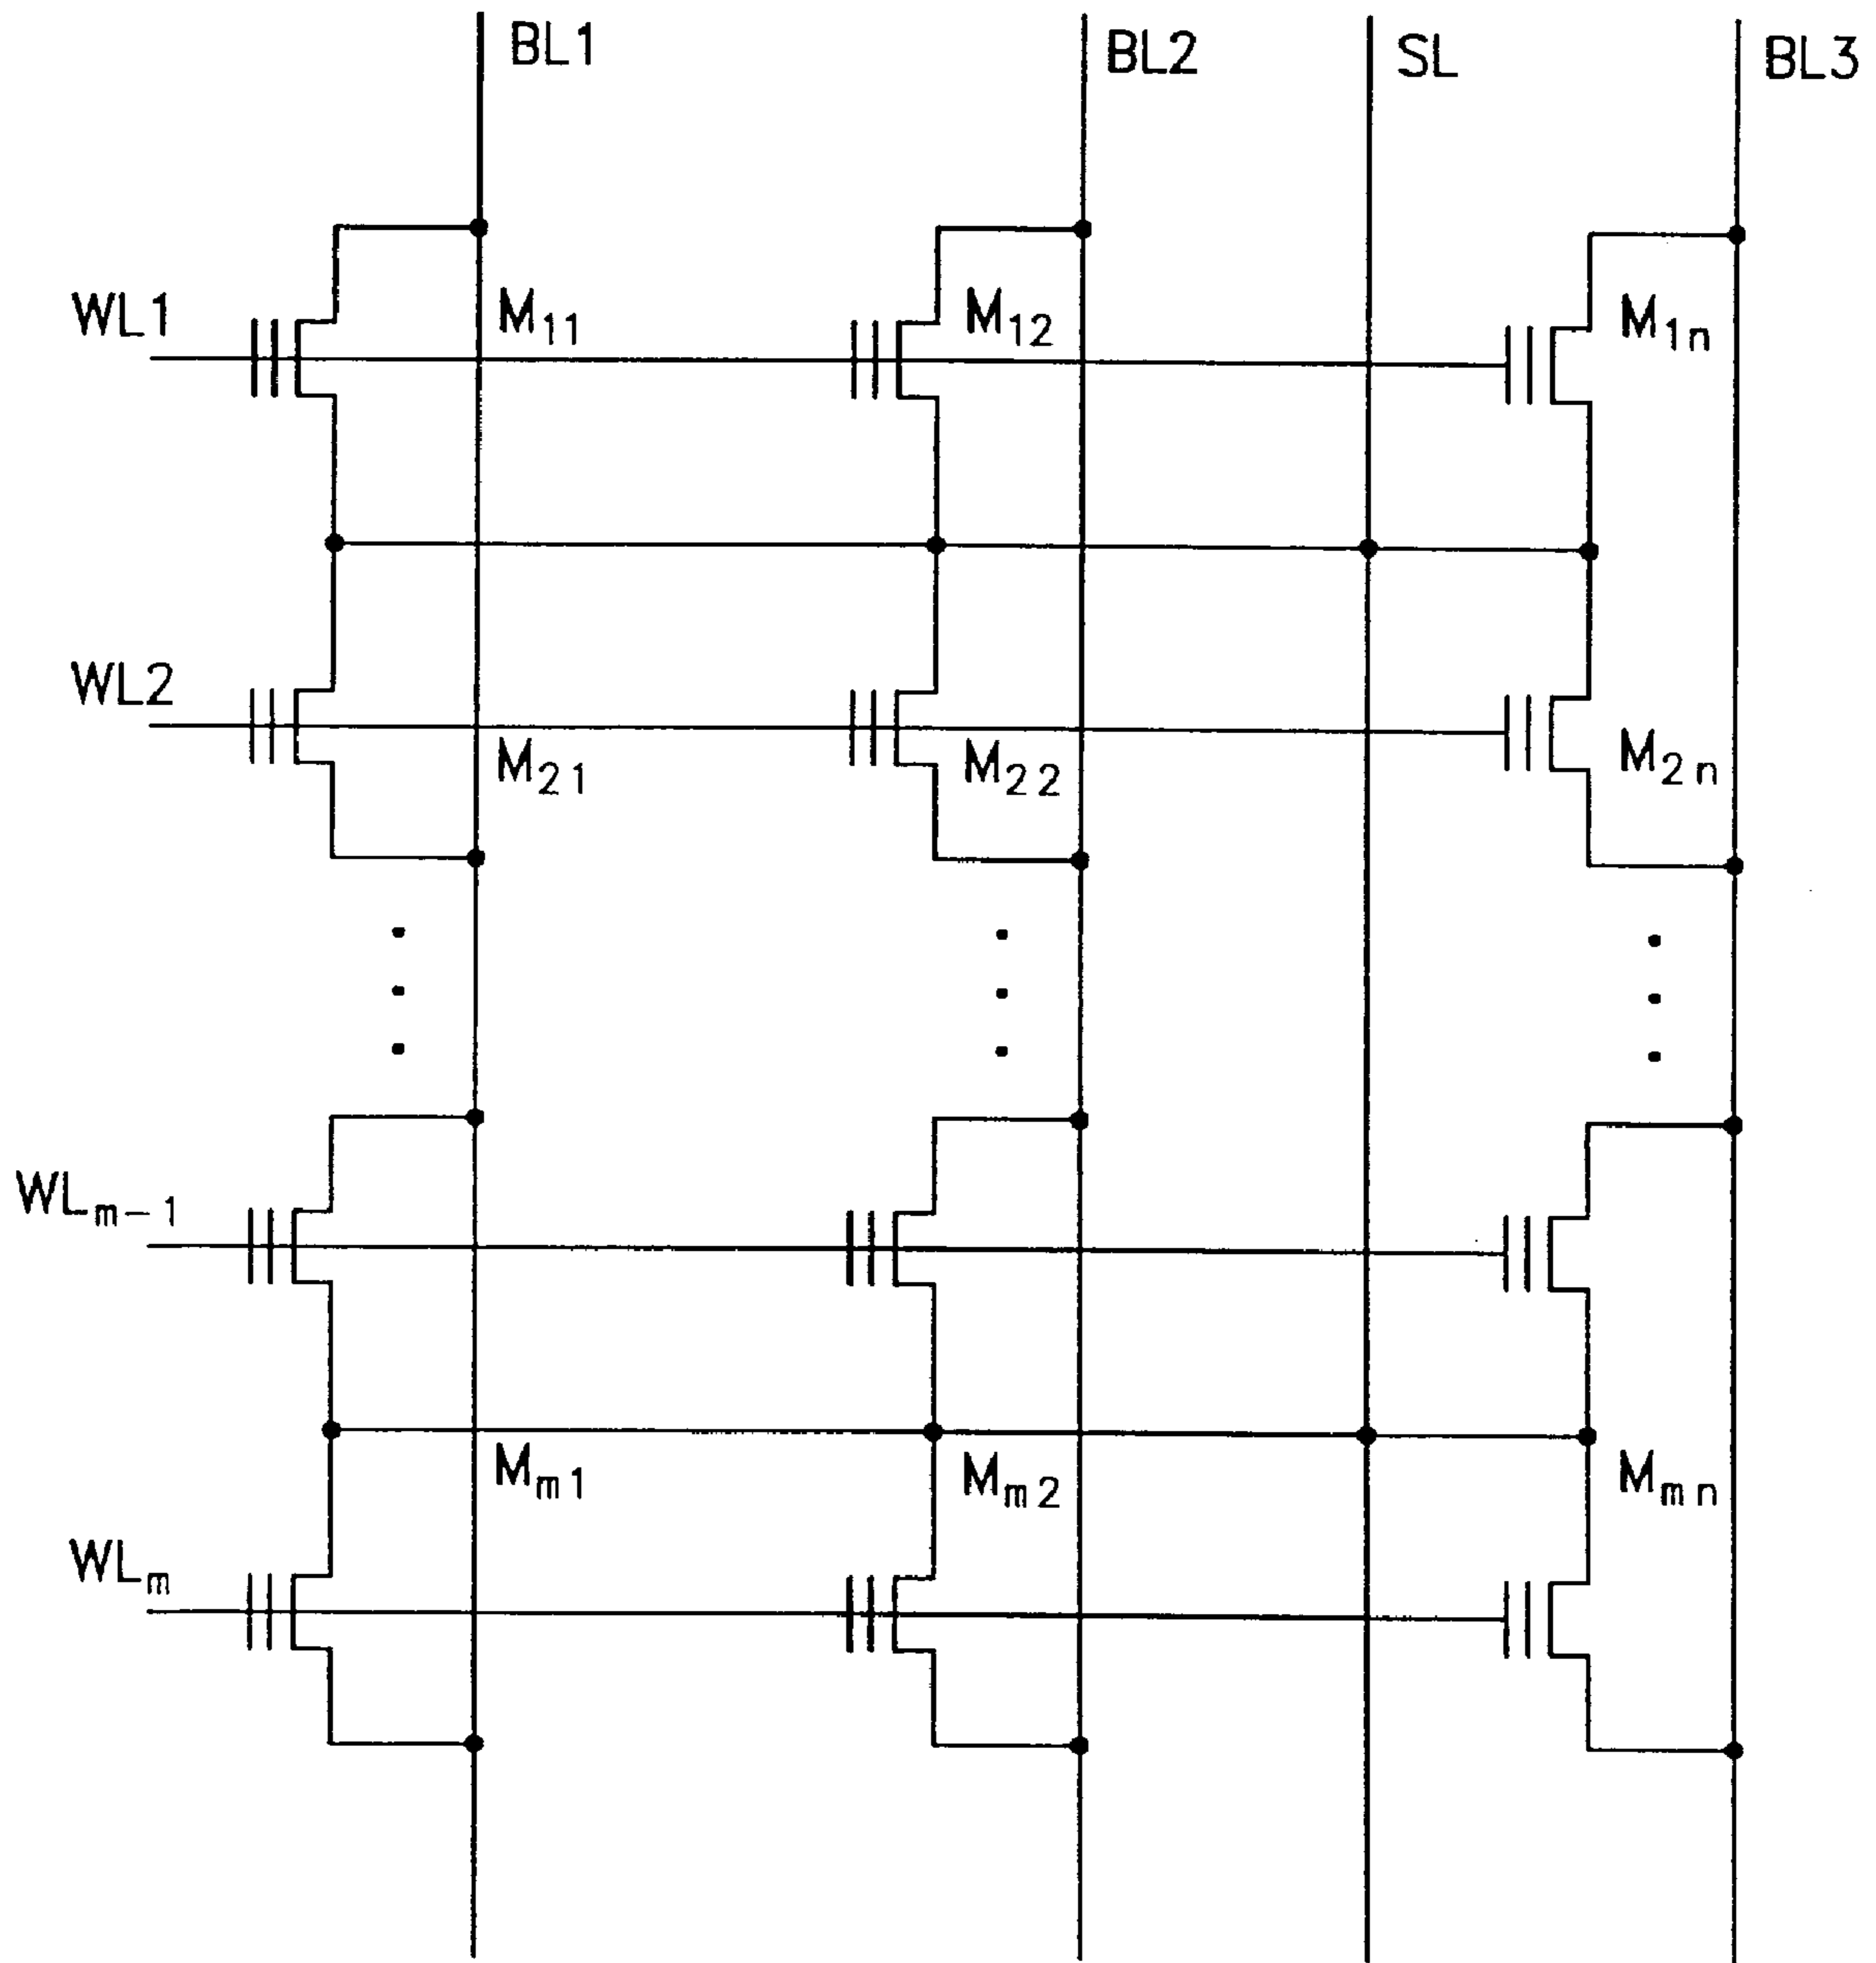 BL1 BL2 SL BL3
WL1 M₁₁ M₁₂ M₁ₙ
WL2 M₂₁ M₂₂ M₂ₙ
WLₘ₋₁
Mₘ₁ Mₘ₂ Mₘₙ
WLₘ